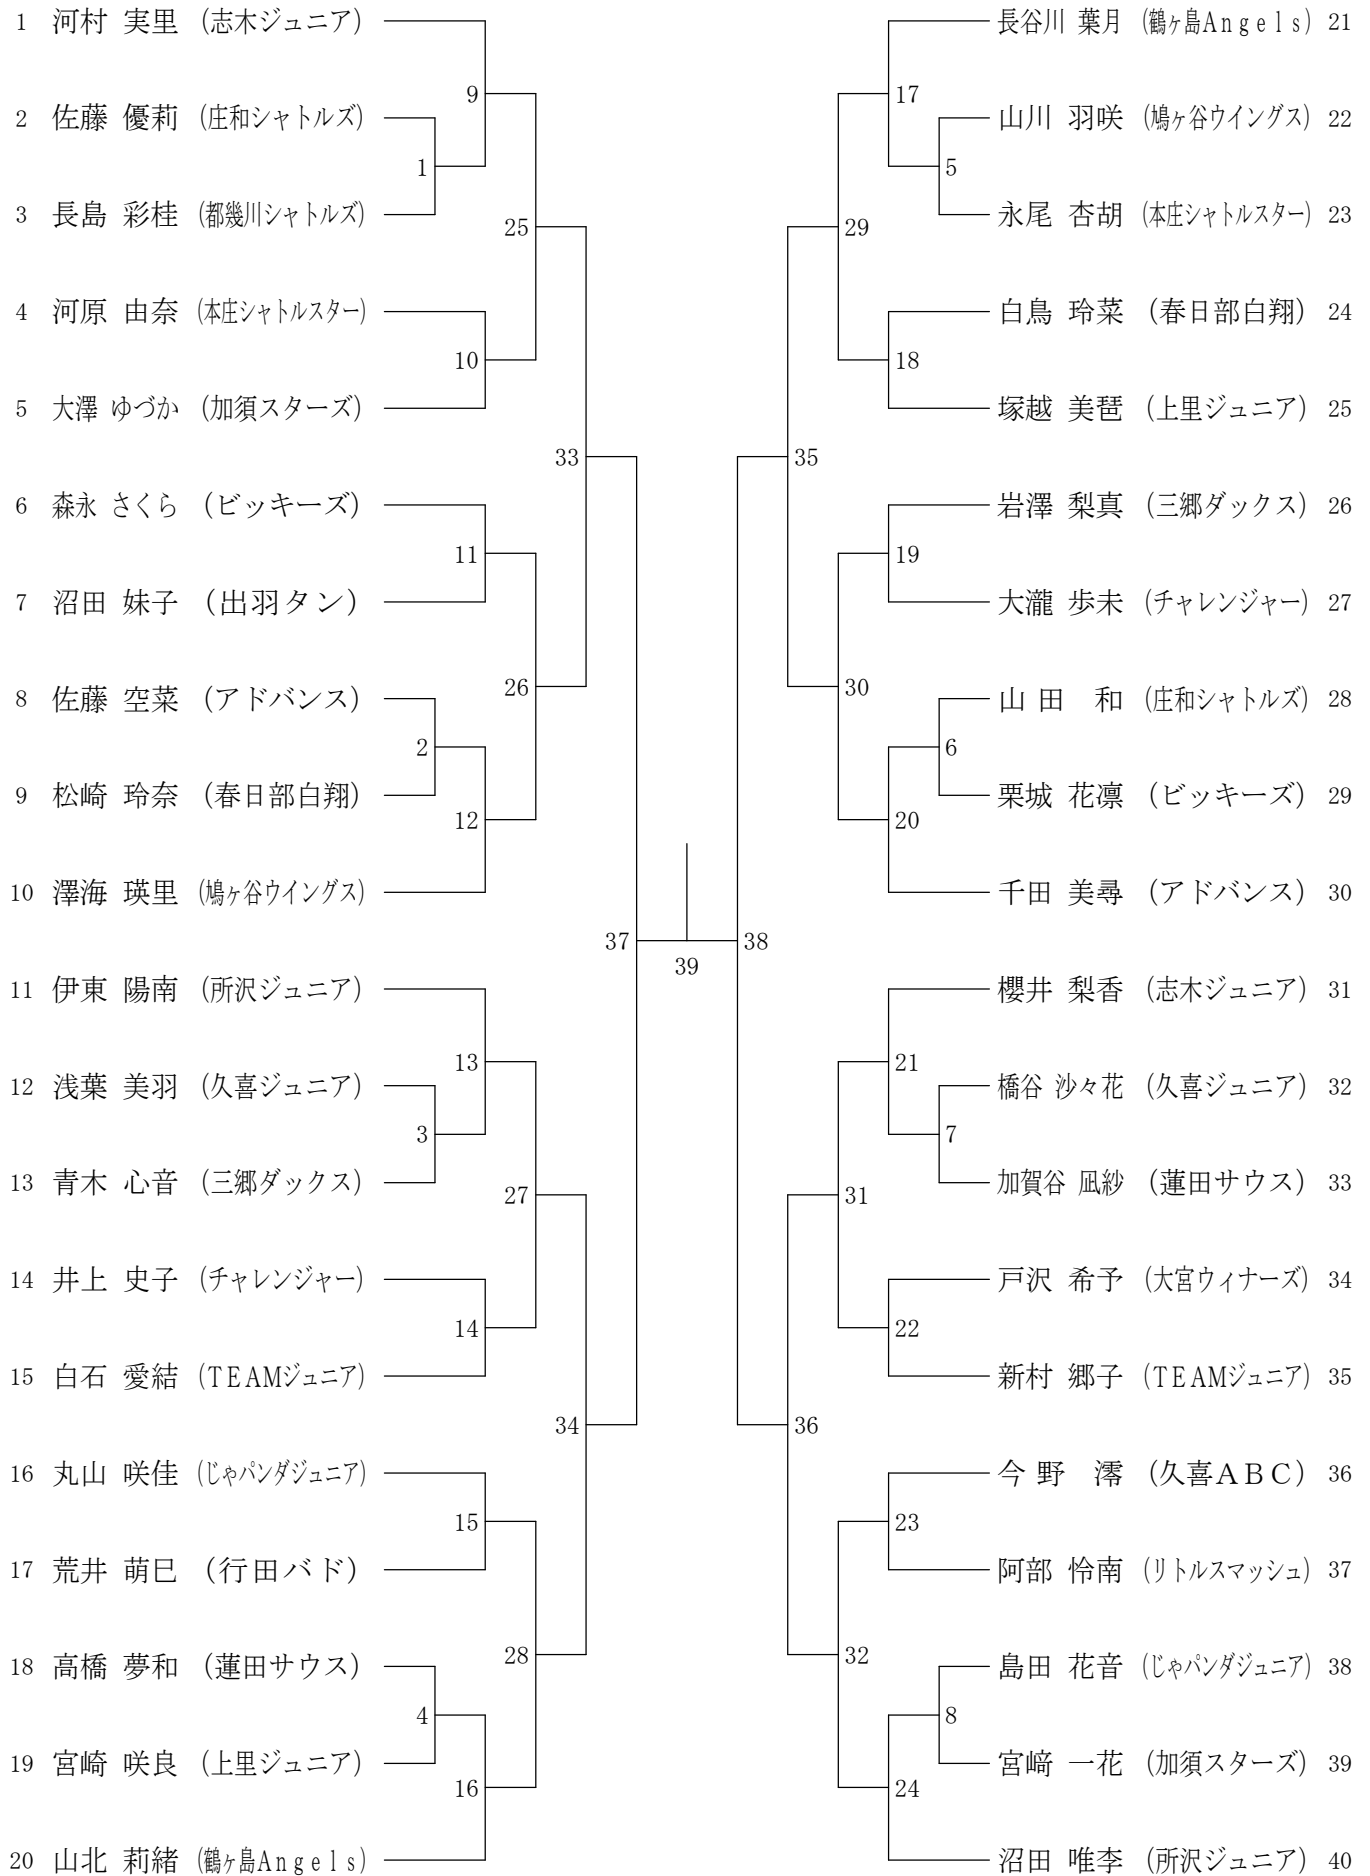 1 河村 実里 (志木ジュニア)
2 佐藤 優莉 (庄和シャトルズ)
3 長島 彩桂 (都幾川シャトルズ)
4 河原 由奈 (本庄シャトルスター)
5 大澤 ゆづか (加須スターズ)
6 森永 さくら (ビッキーズ)
7 沼田 妹子 (出羽タン)
8 佐藤 空菜 (アドバンス)
9 松崎 玲奈 (春日部白翔)
10 澤海 瑛里 (鳩ヶ谷ウイングス)
11 伊東 陽南 (所沢ジュニア)
12 浅葉 美羽 (久喜ジュニア)
13 青木 心音 (三郷ダックス)
14 井上 史子 (チャレンジャー)
15 白石 愛結 (TEAMジュニア)
16 丸山 咲佳 (じゃパンダジュニア)
17 荒井 萌巳 (行田バド)
18 高橋 夢和 (蓮田サウス)
19 宮崎 咲良 (上里ジュニア)
20 山北 莉緒 (鶴ヶ島Angels)
1
2
3
4
9
10
11
12
13
14
15
16
25
26
27
28
33
34
37
39
38
35
36
29
30
31
32
17
18
19
20
21
22
23
24
5
6
7
8
長谷川 葉月 (鶴ヶ島Angels) 21
山川 羽咲 (鳩ヶ谷ウイングス) 22
永尾 杏胡 (本庄シャトルスター) 23
白鳥 玲菜 (春日部白翔) 24
塚越 美琶 (上里ジュニア) 25
岩澤 梨真 (三郷ダックス) 26
大瀧 歩未 (チャレンジャー) 27
山田 和 (庄和シャトルズ) 28
栗城 花凛 (ビッキーズ) 29
千田 美尋 (アドバンス) 30
櫻井 梨香 (志木ジュニア) 31
橋谷 沙々花 (久喜ジュニア) 32
加賀谷 凪紗 (蓮田サウス) 33
戸沢 希予 (大宮ウィナーズ) 34
新村 郷子 (TEAMジュニア) 35
今野 澪 (久喜ABC) 36
阿部 怜南 (リトルスマッシュ) 37
島田 花音 (じゃパンダジュニア) 38
宮﨑 一花 (加須スターズ) 39
沼田 唯李 (所沢ジュニア) 40